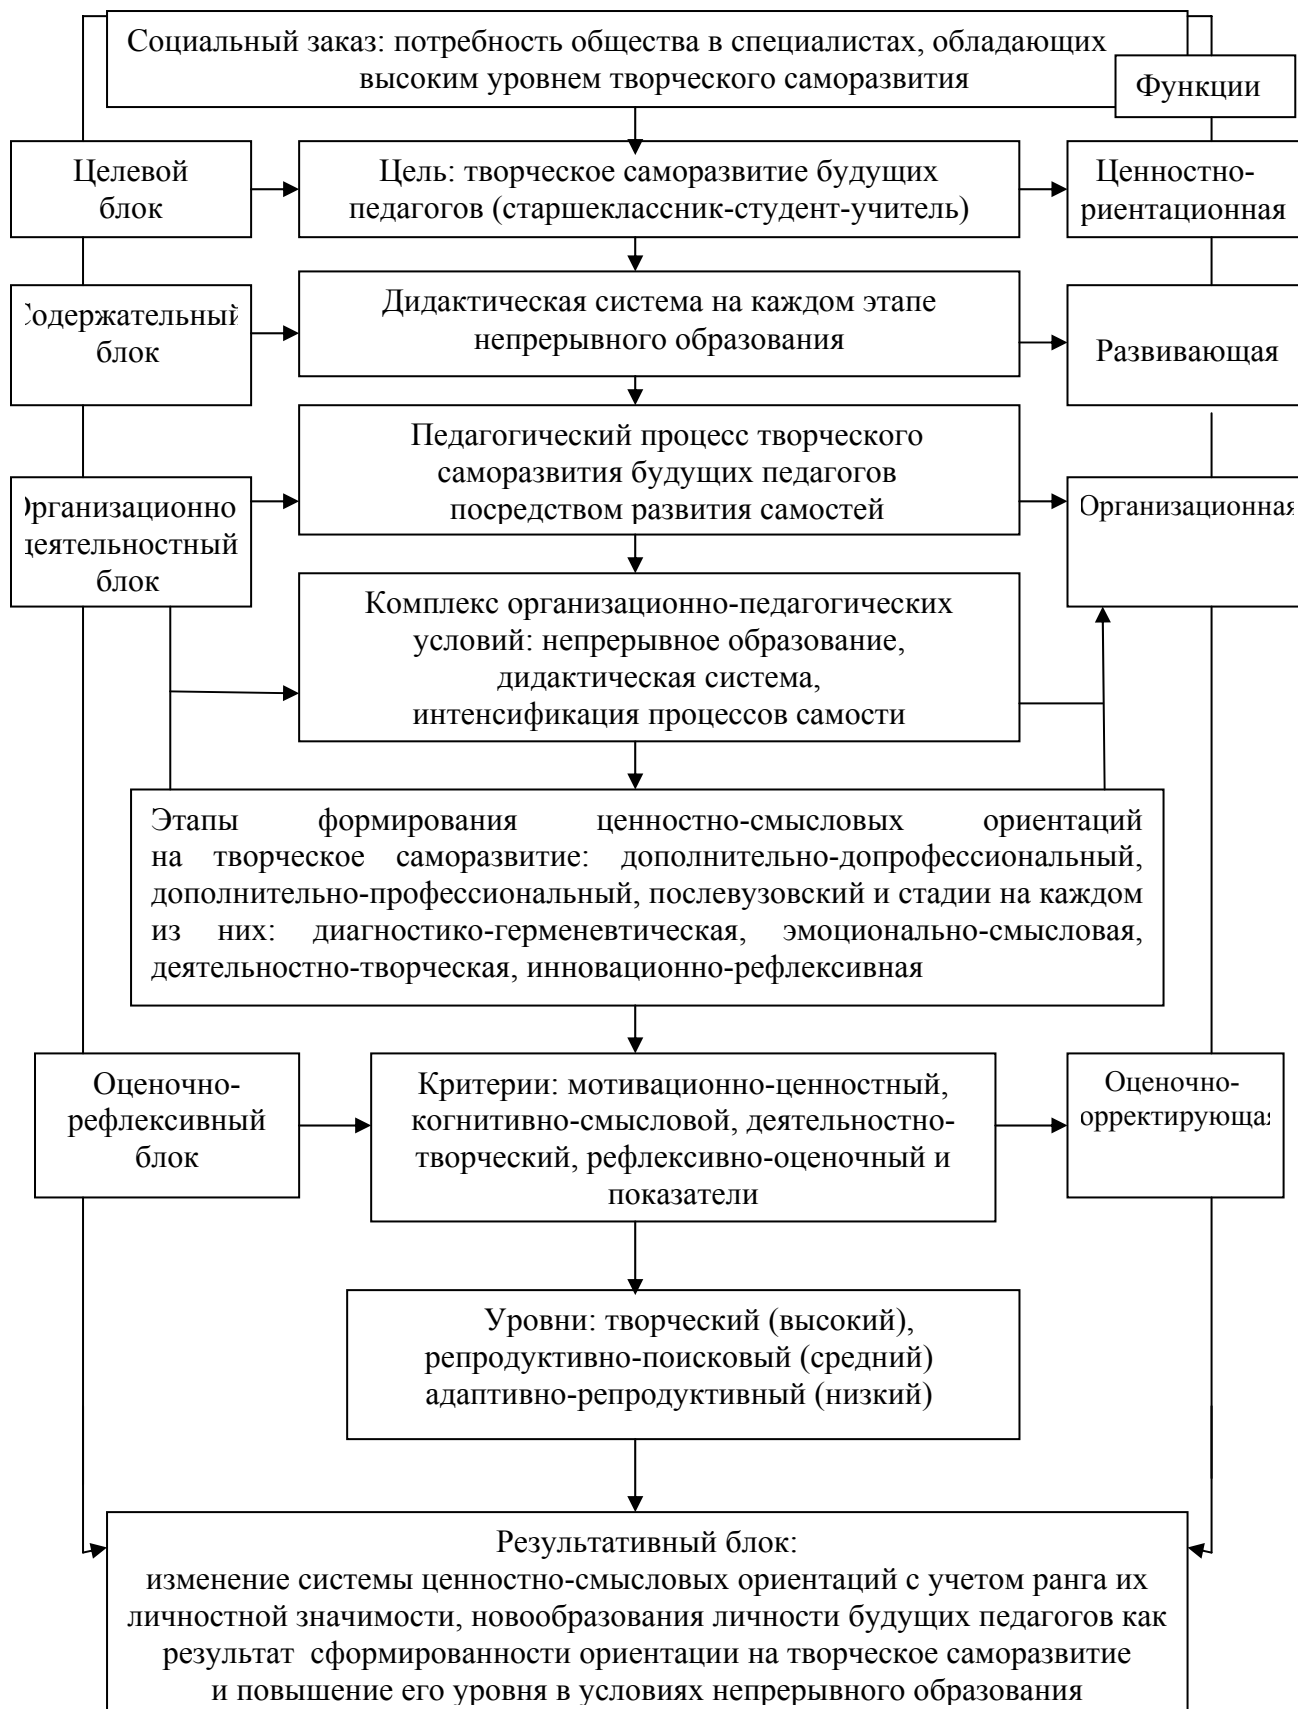 Социальный заказ: потребность общества в специалистах, обладающих
высоким уровнем творческого саморазвития
Функции
Целевой
блок
Цель: творческое саморазвитие будущих
педагогов (старшеклассник-студент-учитель)
Ценностно-
риентационная
одержательный
блок
Дидактическая система на каждом этапе
непрерывного образования
Развивающая
Педагогический процесс творческого
саморазвития будущих педагогов
посредством развития самостей
рганизационно
деятельностный
блок
Организационная
Комплекс организационно-педагогических
условий: непрерывное образование,
дидактическая система,
интенсификация процессов самости
Этапы формирования ценностно-смысловых ориентаций
на творческое саморазвитие: дополнительно-допрофессиональный,
дополнительно-профессиональный, послевузовский и стадии на каждом
из них: диагностико-герменевтическая, эмоционально-смысловая,
деятельностно-творческая, инновационно-рефлексивная
Оценочно-
рефлексивный
блок
Критерии: мотивационно-ценностный,
когнитивно-смысловой, деятельностно-
творческий, рефлексивно-оценочный и
показатели
Оценочно-
орректирующая
Уровни: творческий (высокий),
репродуктивно-поисковый (средний)
адаптивно-репродуктивный (низкий)
Результативный блок:
изменение системы ценностно-смысловых ориентаций с учетом ранга их
личностной значимости, новообразования личности будущих педагогов как
результат сформированности ориентации на творческое саморазвитие
и повышение его уровня в условиях непрерывного образования